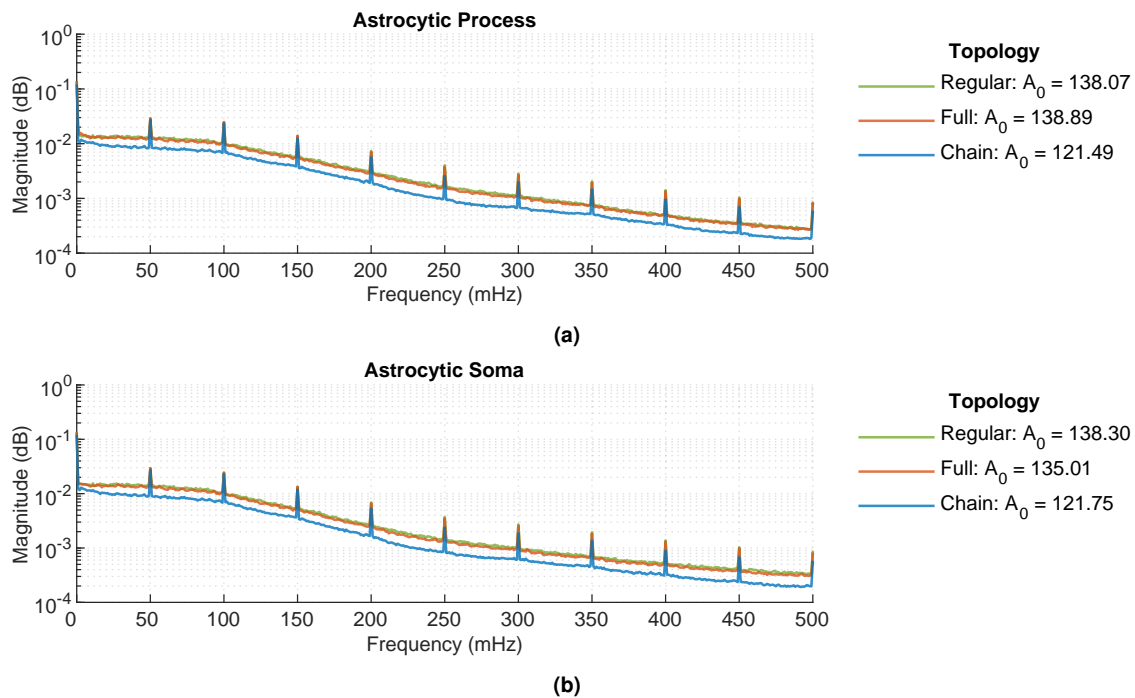 Astrocytic Process
10^0
10^-1
10^-2
10^-3
10^-4
Magnitude (dB)
0 50 100 150 200 250 300 350 400 450 500
Frequency (mHz)
Topology
Regular: A_0 = 138.07
Full: A_0 = 138.89
Chain: A_0 = 121.49
(a)
Astrocytic Soma
10^0
10^-1
10^-2
10^-3
10^-4
Magnitude (dB)
0 50 100 150 200 250 300 350 400 450 500
Frequency (mHz)
Topology
Regular: A_0 = 138.30
Full: A_0 = 135.01
Chain: A_0 = 121.75
(b)